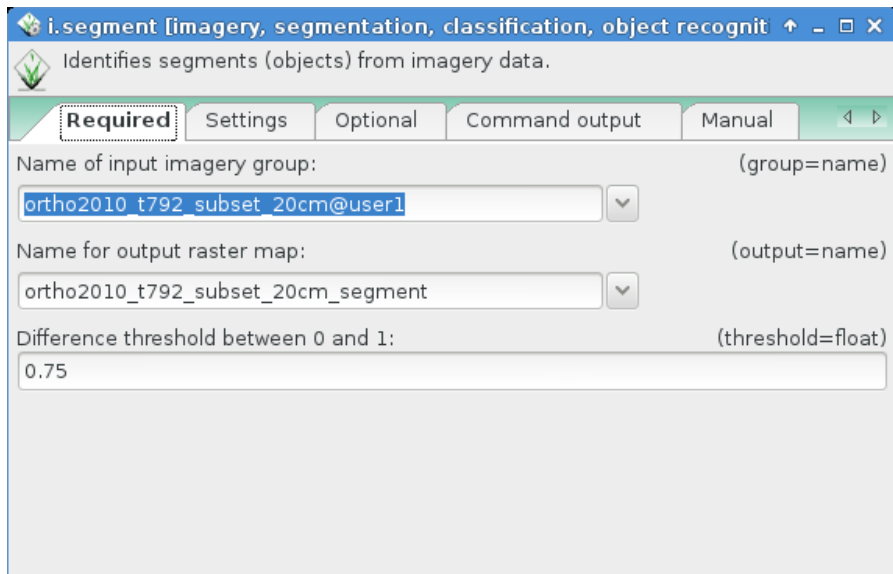 i.segment [imagery, segmentation, classification, object recogniti
Identifies segments (objects) from imagery data.
Required Settings Optional Command output Manual
Name of input imagery group: (group=name)
ortho2010_t792_subset_20cm@user1
Name for output raster map: (output=name)
ortho2010_t792_subset_20cm_segment
Difference threshold between 0 and 1: (threshold=float)
0.75